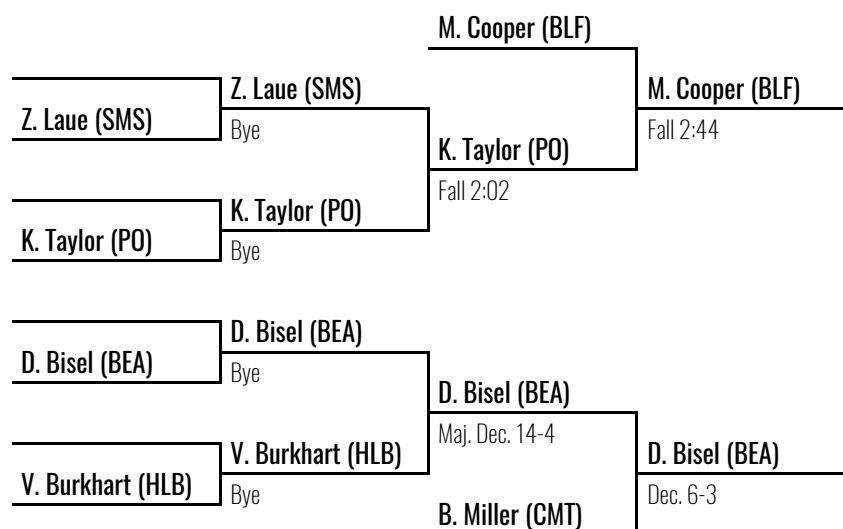 M. Cooper (BLF)
Z. Laue (SMS)
M. Cooper (BLF)
Z. Laue (SMS)
Bye
Fall 2:44
K. Taylor (PO)
Fall 2:02
K. Taylor (PO)
K. Taylor (PO)
Bye
D. Bisel (BEA)
D. Bisel (BEA)
Bye
D. Bisel (BEA)
Maj. Dec. 14-4
V. Burkhart (HLB)
D. Bisel (BEA)
V. Burkhart (HLB)
Bye
Dec. 6-3
B. Miller (CMT)